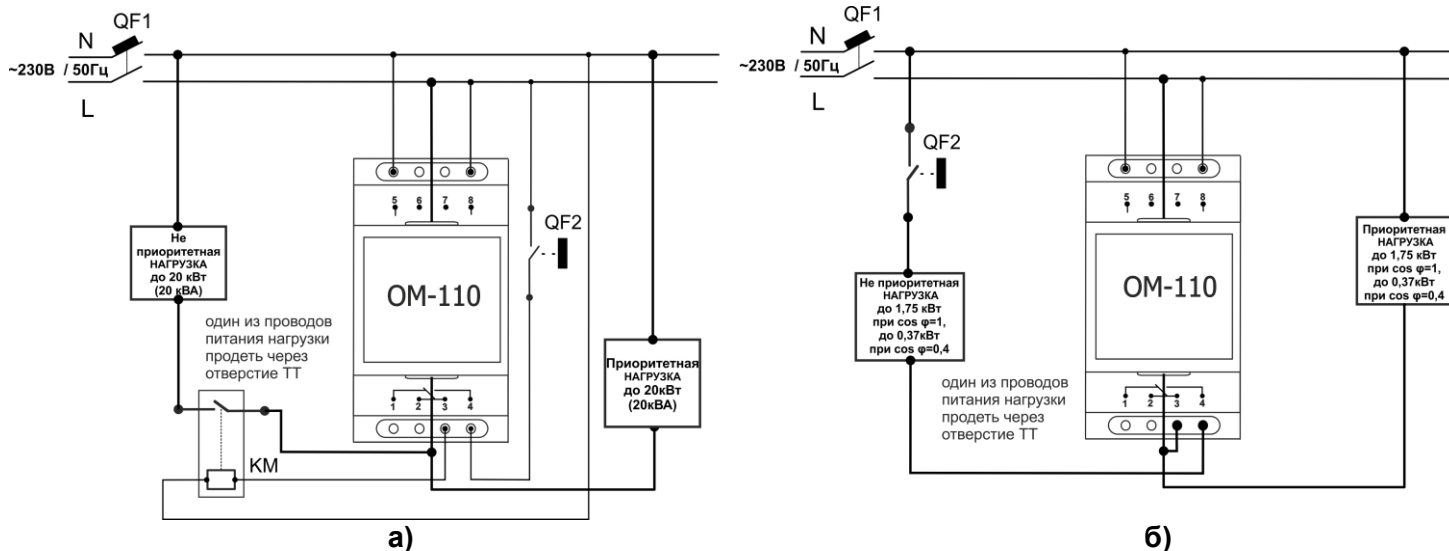 QF1
N
~230В / 50Гц
L
5 6 7 8
QF2
Не
приоритетная
НАГРУЗКА
до 20 кВт
(20 кВА)
ОМ-110
один из проводов
питания нагрузки
продеть через
отверстие ТТ
Приоритетная
НАГРУЗКА
до 20кВт
(20кВА)
1 2 3 4
КМ
а)
QF1
N
~230В / 50Гц
L
QF2
5 6 7 8
Приоритетная
НАГРУЗКА
до 1,75 кВт
при cos φ=1,
до 0,37кВт
при cos φ=0,4
Не приоритетная
НАГРУЗКА
до 1,75 кВт
при cos φ=1,
до 0,37кВт
при cos φ=0,4
ОМ-110
один из проводов
питания нагрузки
продеть через
отверстие ТТ
1 2 3 4
б)